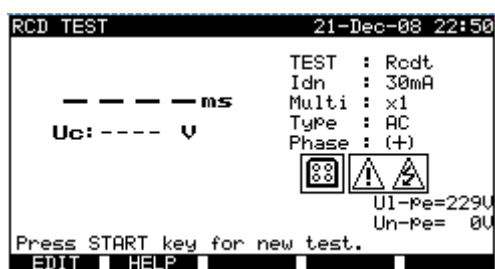 RCD TEST 21-Dec-08 22:50
TEST : Rcdt
Idn : 30mA
Multi : x1
Type : AC
Phase : (+)
----ms
Uc:---- V
Ul-pe=229V
Un-pe= 0V
Press START key for new test.
EDIT HELP